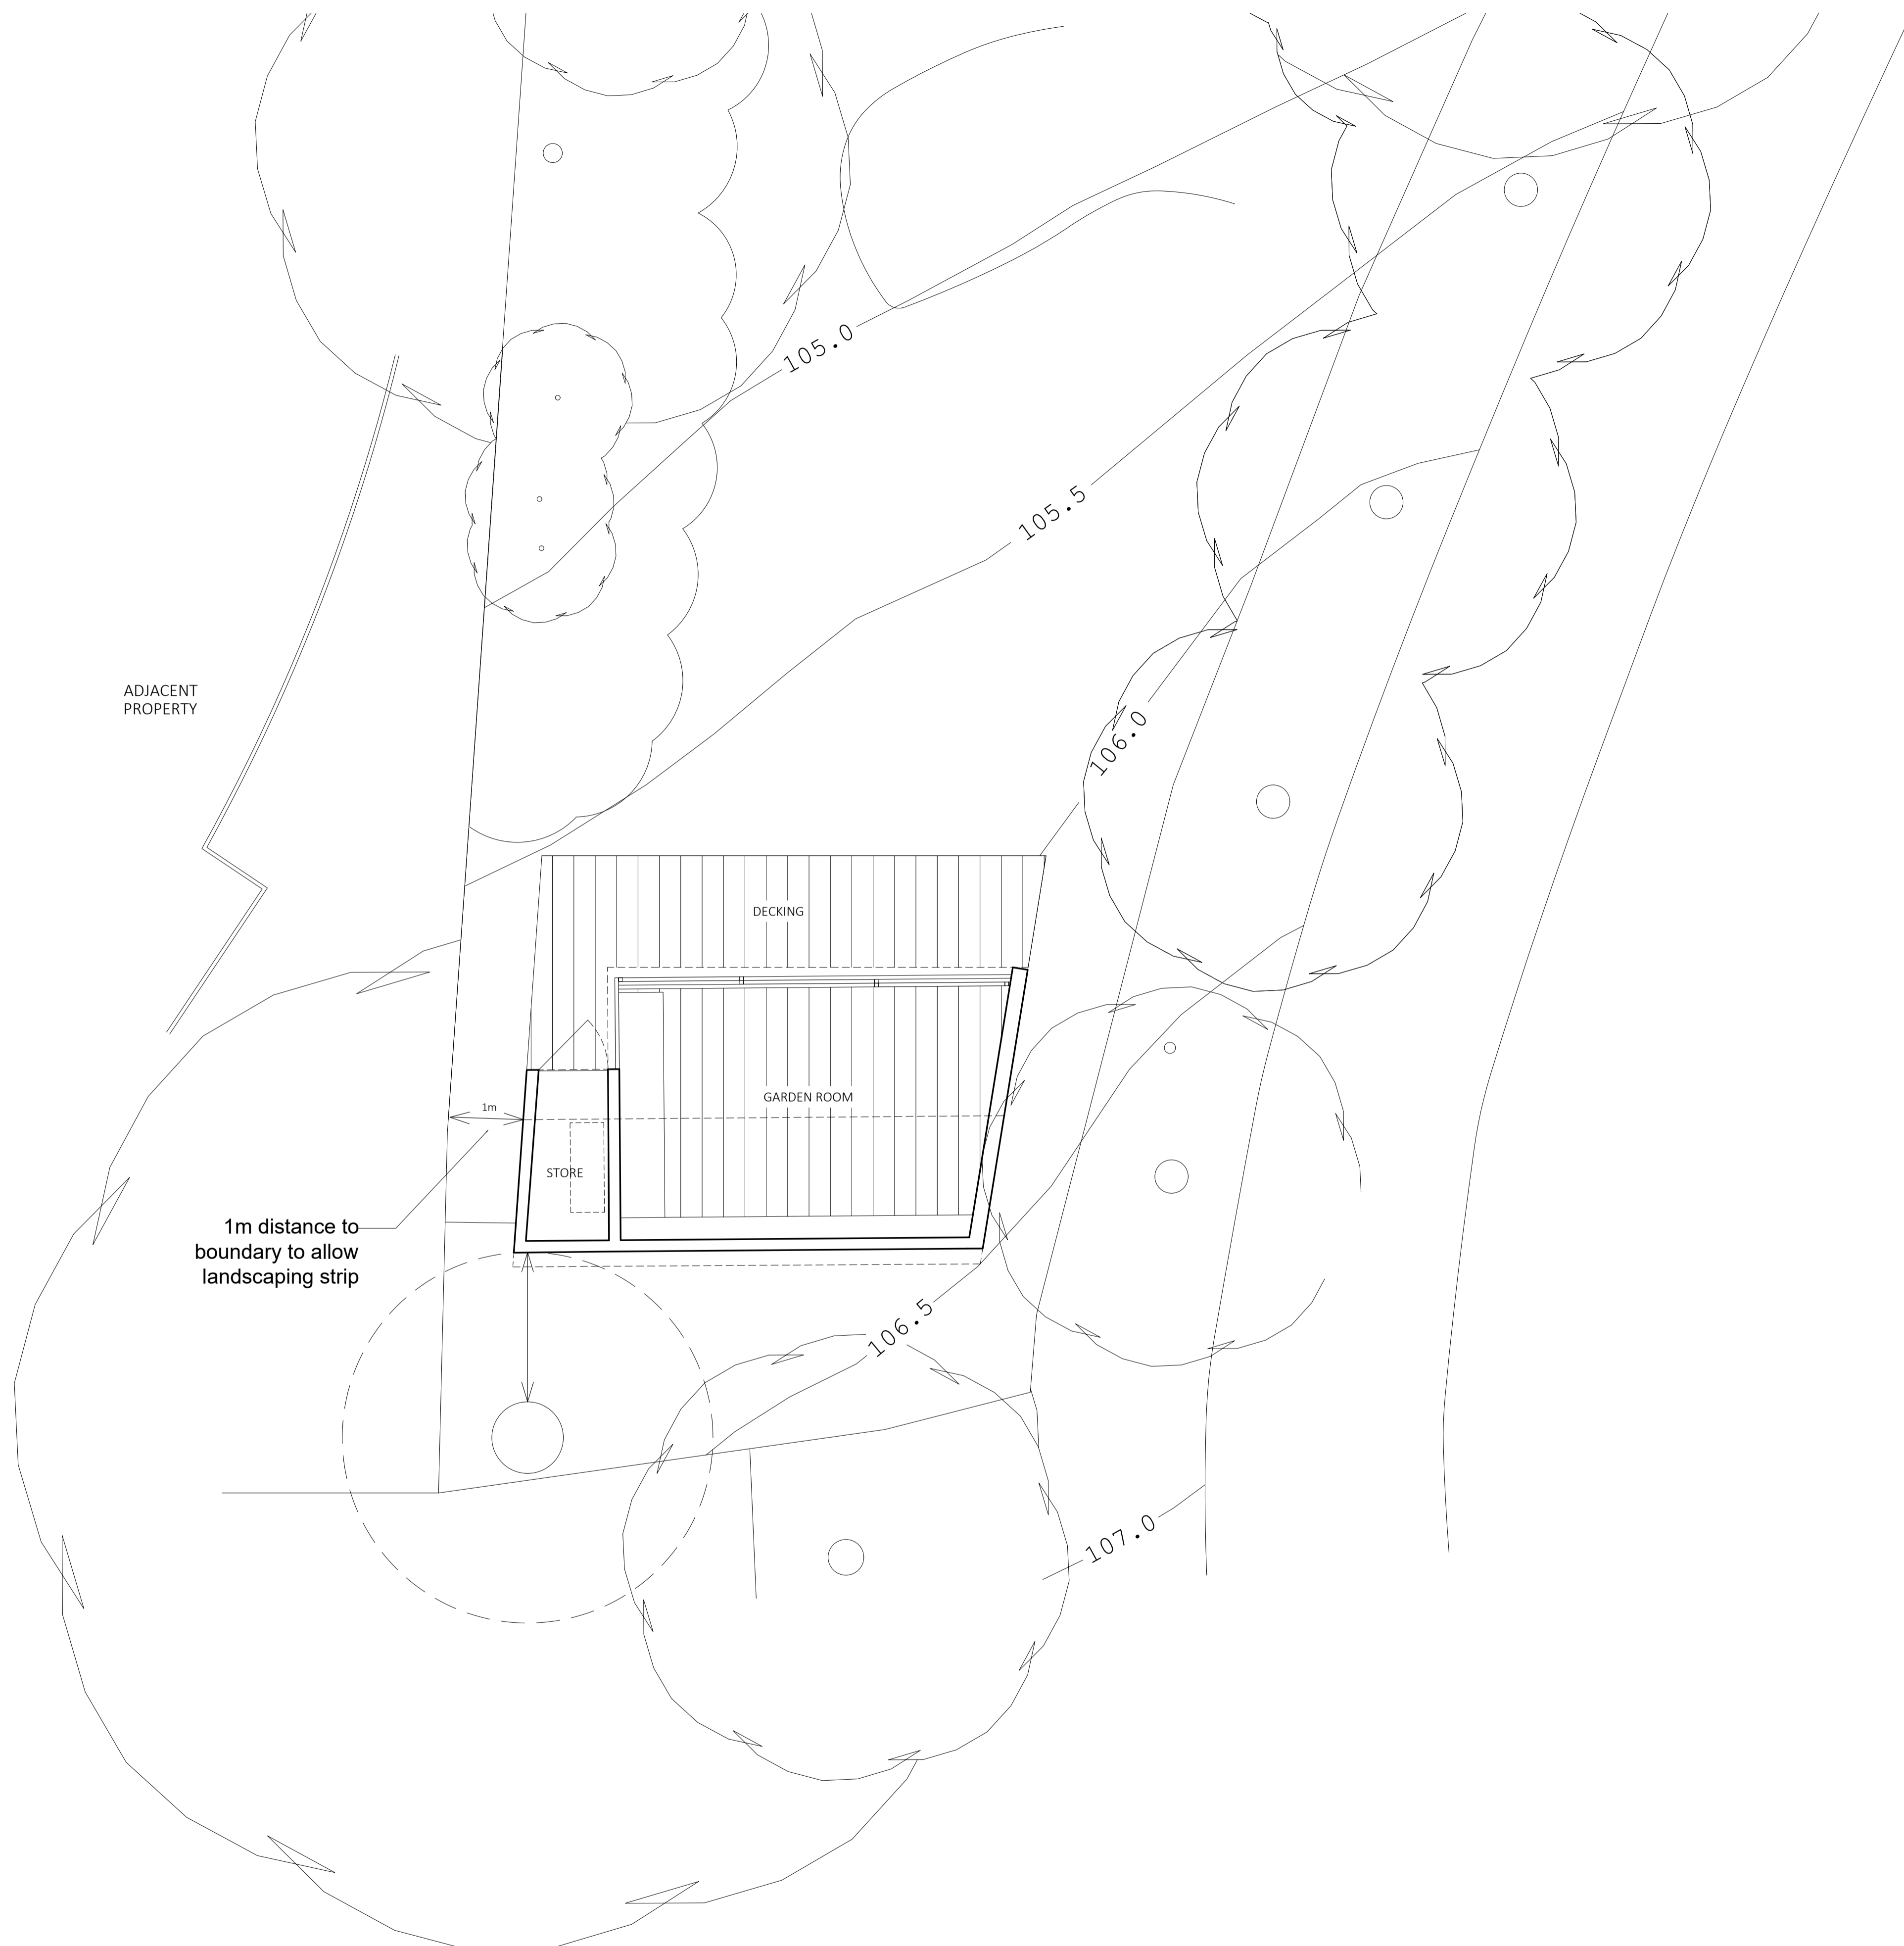 105.0
105.5
ADJACENT
PROPERTY
106.0
DECKING
GARDEN ROOM
1m
STORE
1m distance to
boundary to allow
landscaping strip
106.5
107.0